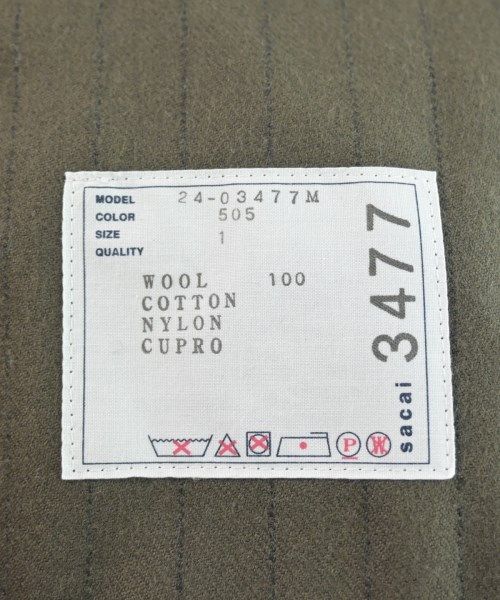 MODEL 24-03477M
COLOR 505
SIZE 1
QUALITY
WOOL 100
COTTON
NYLON
CUPRO
P W
sacai 3477